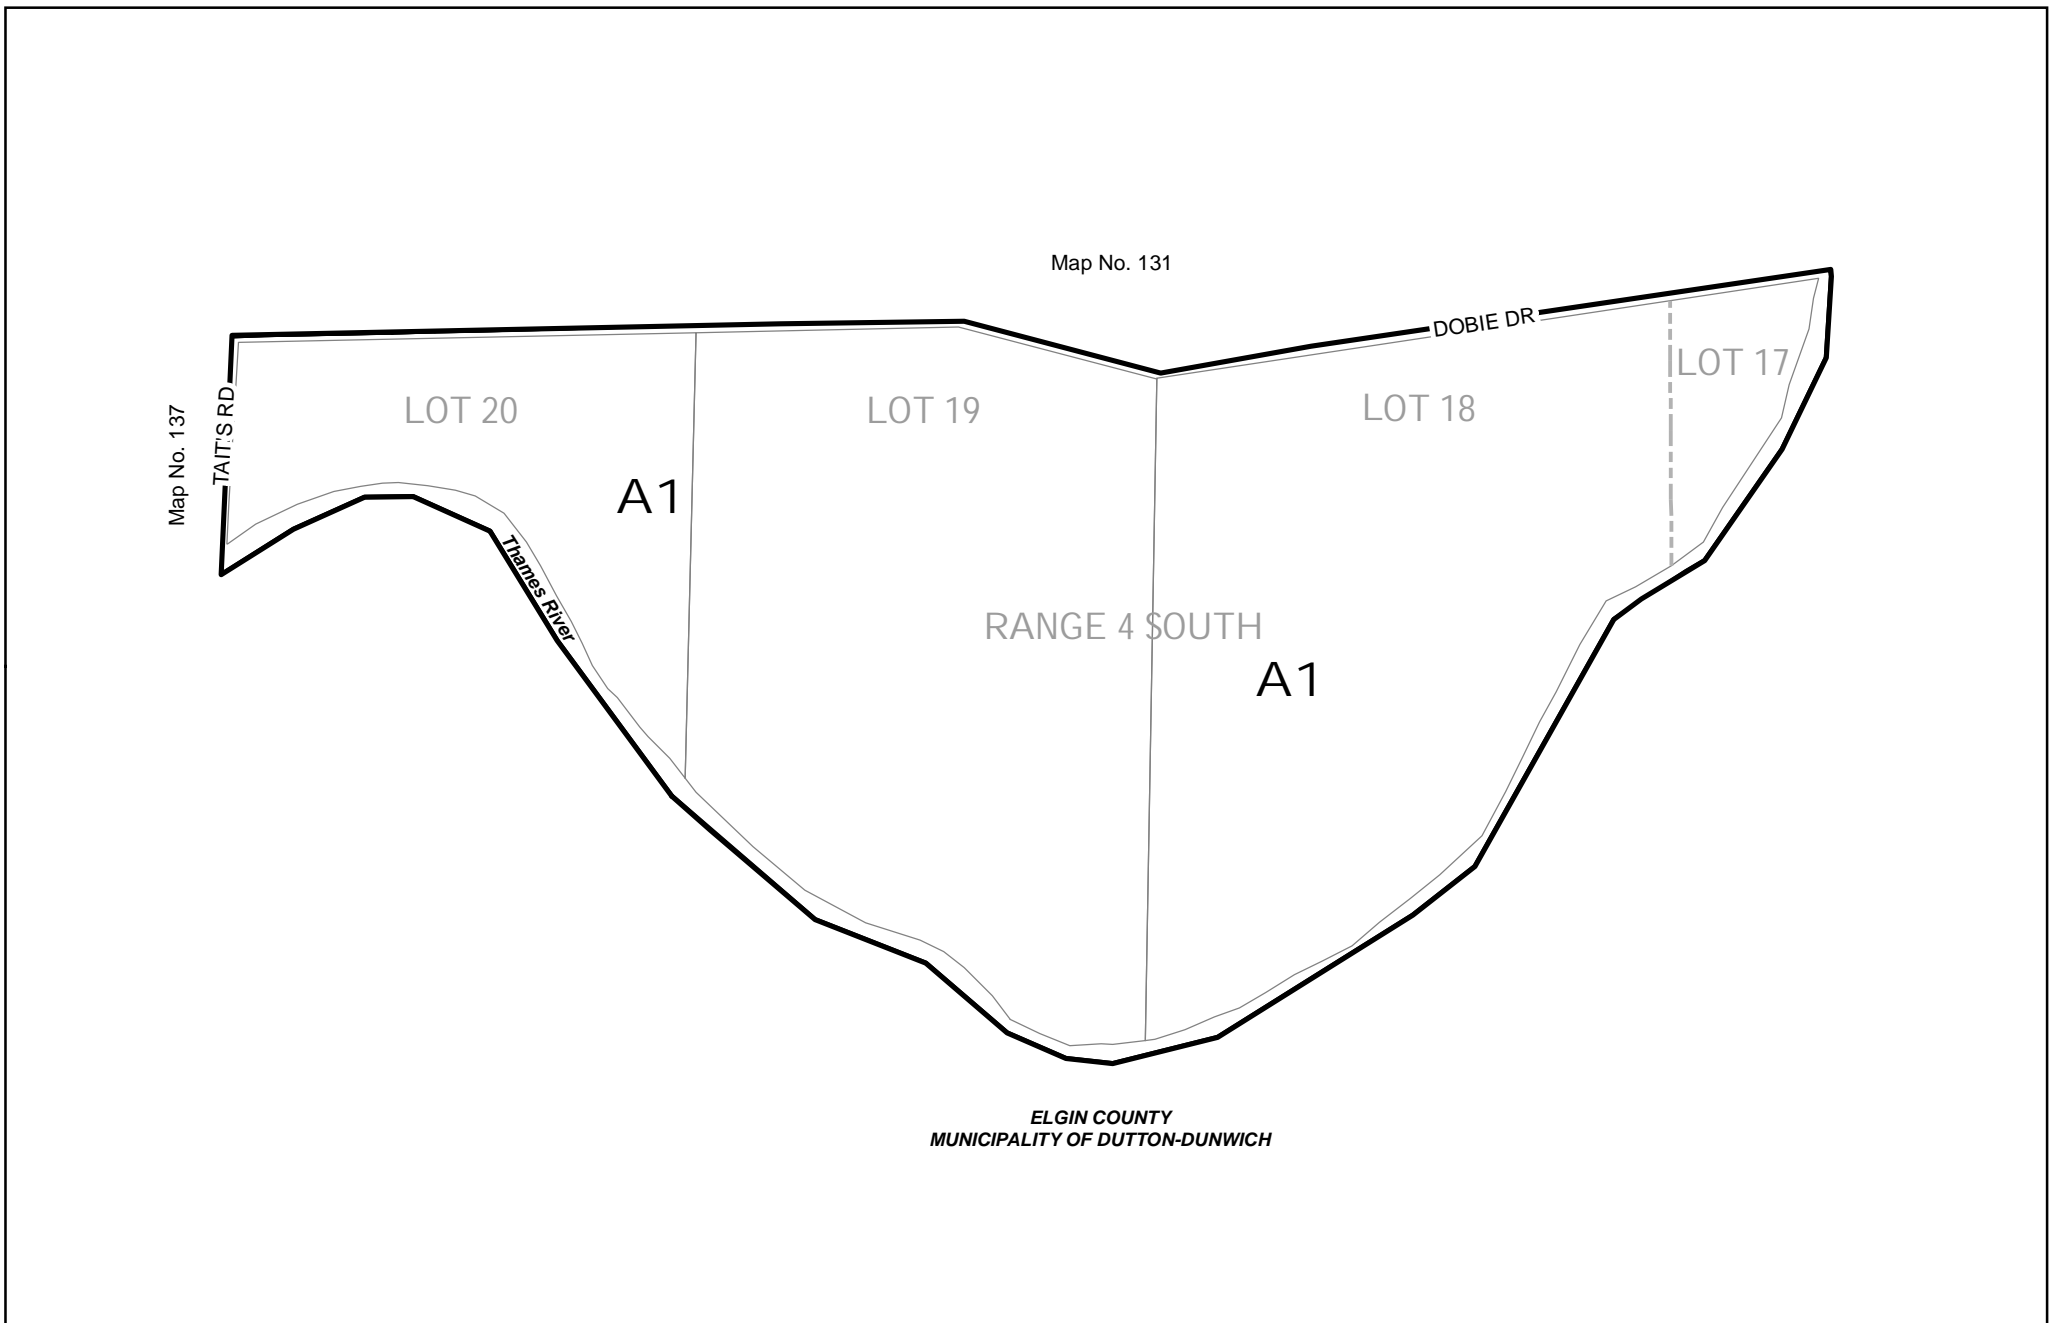 Map No. 131
DOBIE DR
LOT 17
Map No. 137
TAIT'S RD
LOT 20
LOT 19
LOT 18
A1
Thames River
RANGE 4 SOUTH
A1
ELGIN COUNTY
MUNICIPALITY OF DUTTON-DUNWICH